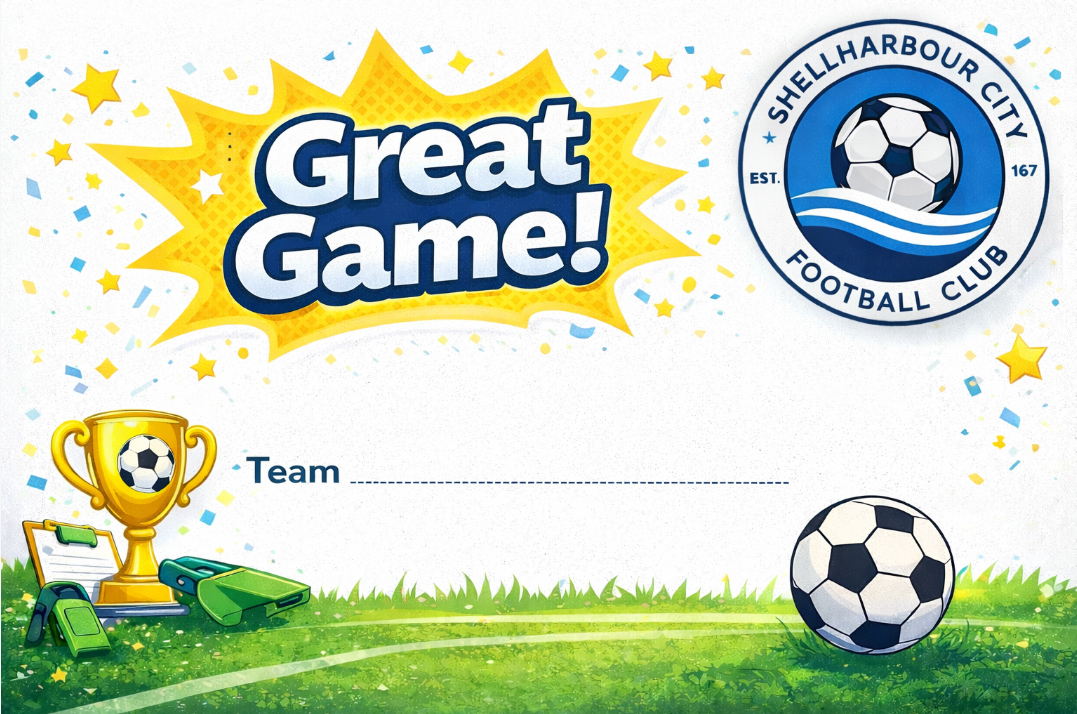 Great
Game!
SHELLHARBOUR CITY
EST.
167
FOOTBALL CLUB
Team